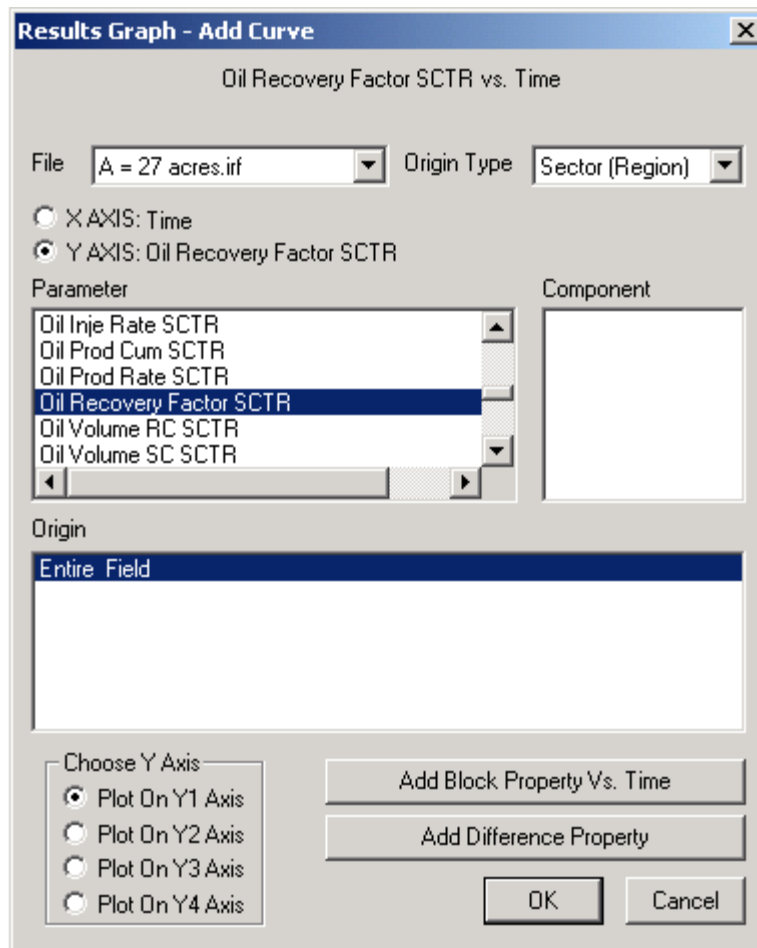 Results Graph - Add Curve
Oil Recovery Factor SCTR vs. Time
File A = 27 acres.irf Origin Type Sector (Region)
X AXIS: Time
Y AXIS: Oil Recovery Factor SCTR
Parameter Component
Oil Inje Rate SCTR
Oil Prod Cum SCTR
Oil Prod Rate SCTR
Oil Recovery Factor SCTR
Oil Volume RC SCTR
Oil Volume SC SCTR
Origin
Entire Field
Choose Y Axis
Plot On Y1 Axis
Plot On Y2 Axis
Plot On Y3 Axis
Plot On Y4 Axis
Add Block Property Vs. Time
Add Difference Property
OK Cancel